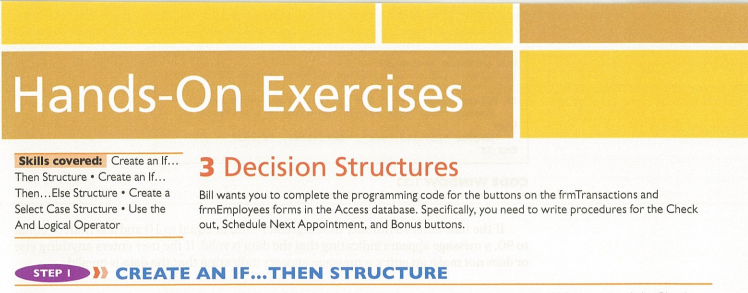 Hands-On Exercises
Skills covered: Create an If...
Then Structure • Create an If...
Then...Else Structure • Create a
Select Case Structure • Use the
And Logical Operator
3 Decision Structures
Bill wants you to complete the programming code for the buttons on the frmTransactions and
frmEmployees forms in the Access database. Specifically, you need to write procedures for the Check
out, Schedule Next Appointment, and Bonus buttons.
STEP 1 CREATE AN IF...THEN STRUCTURE